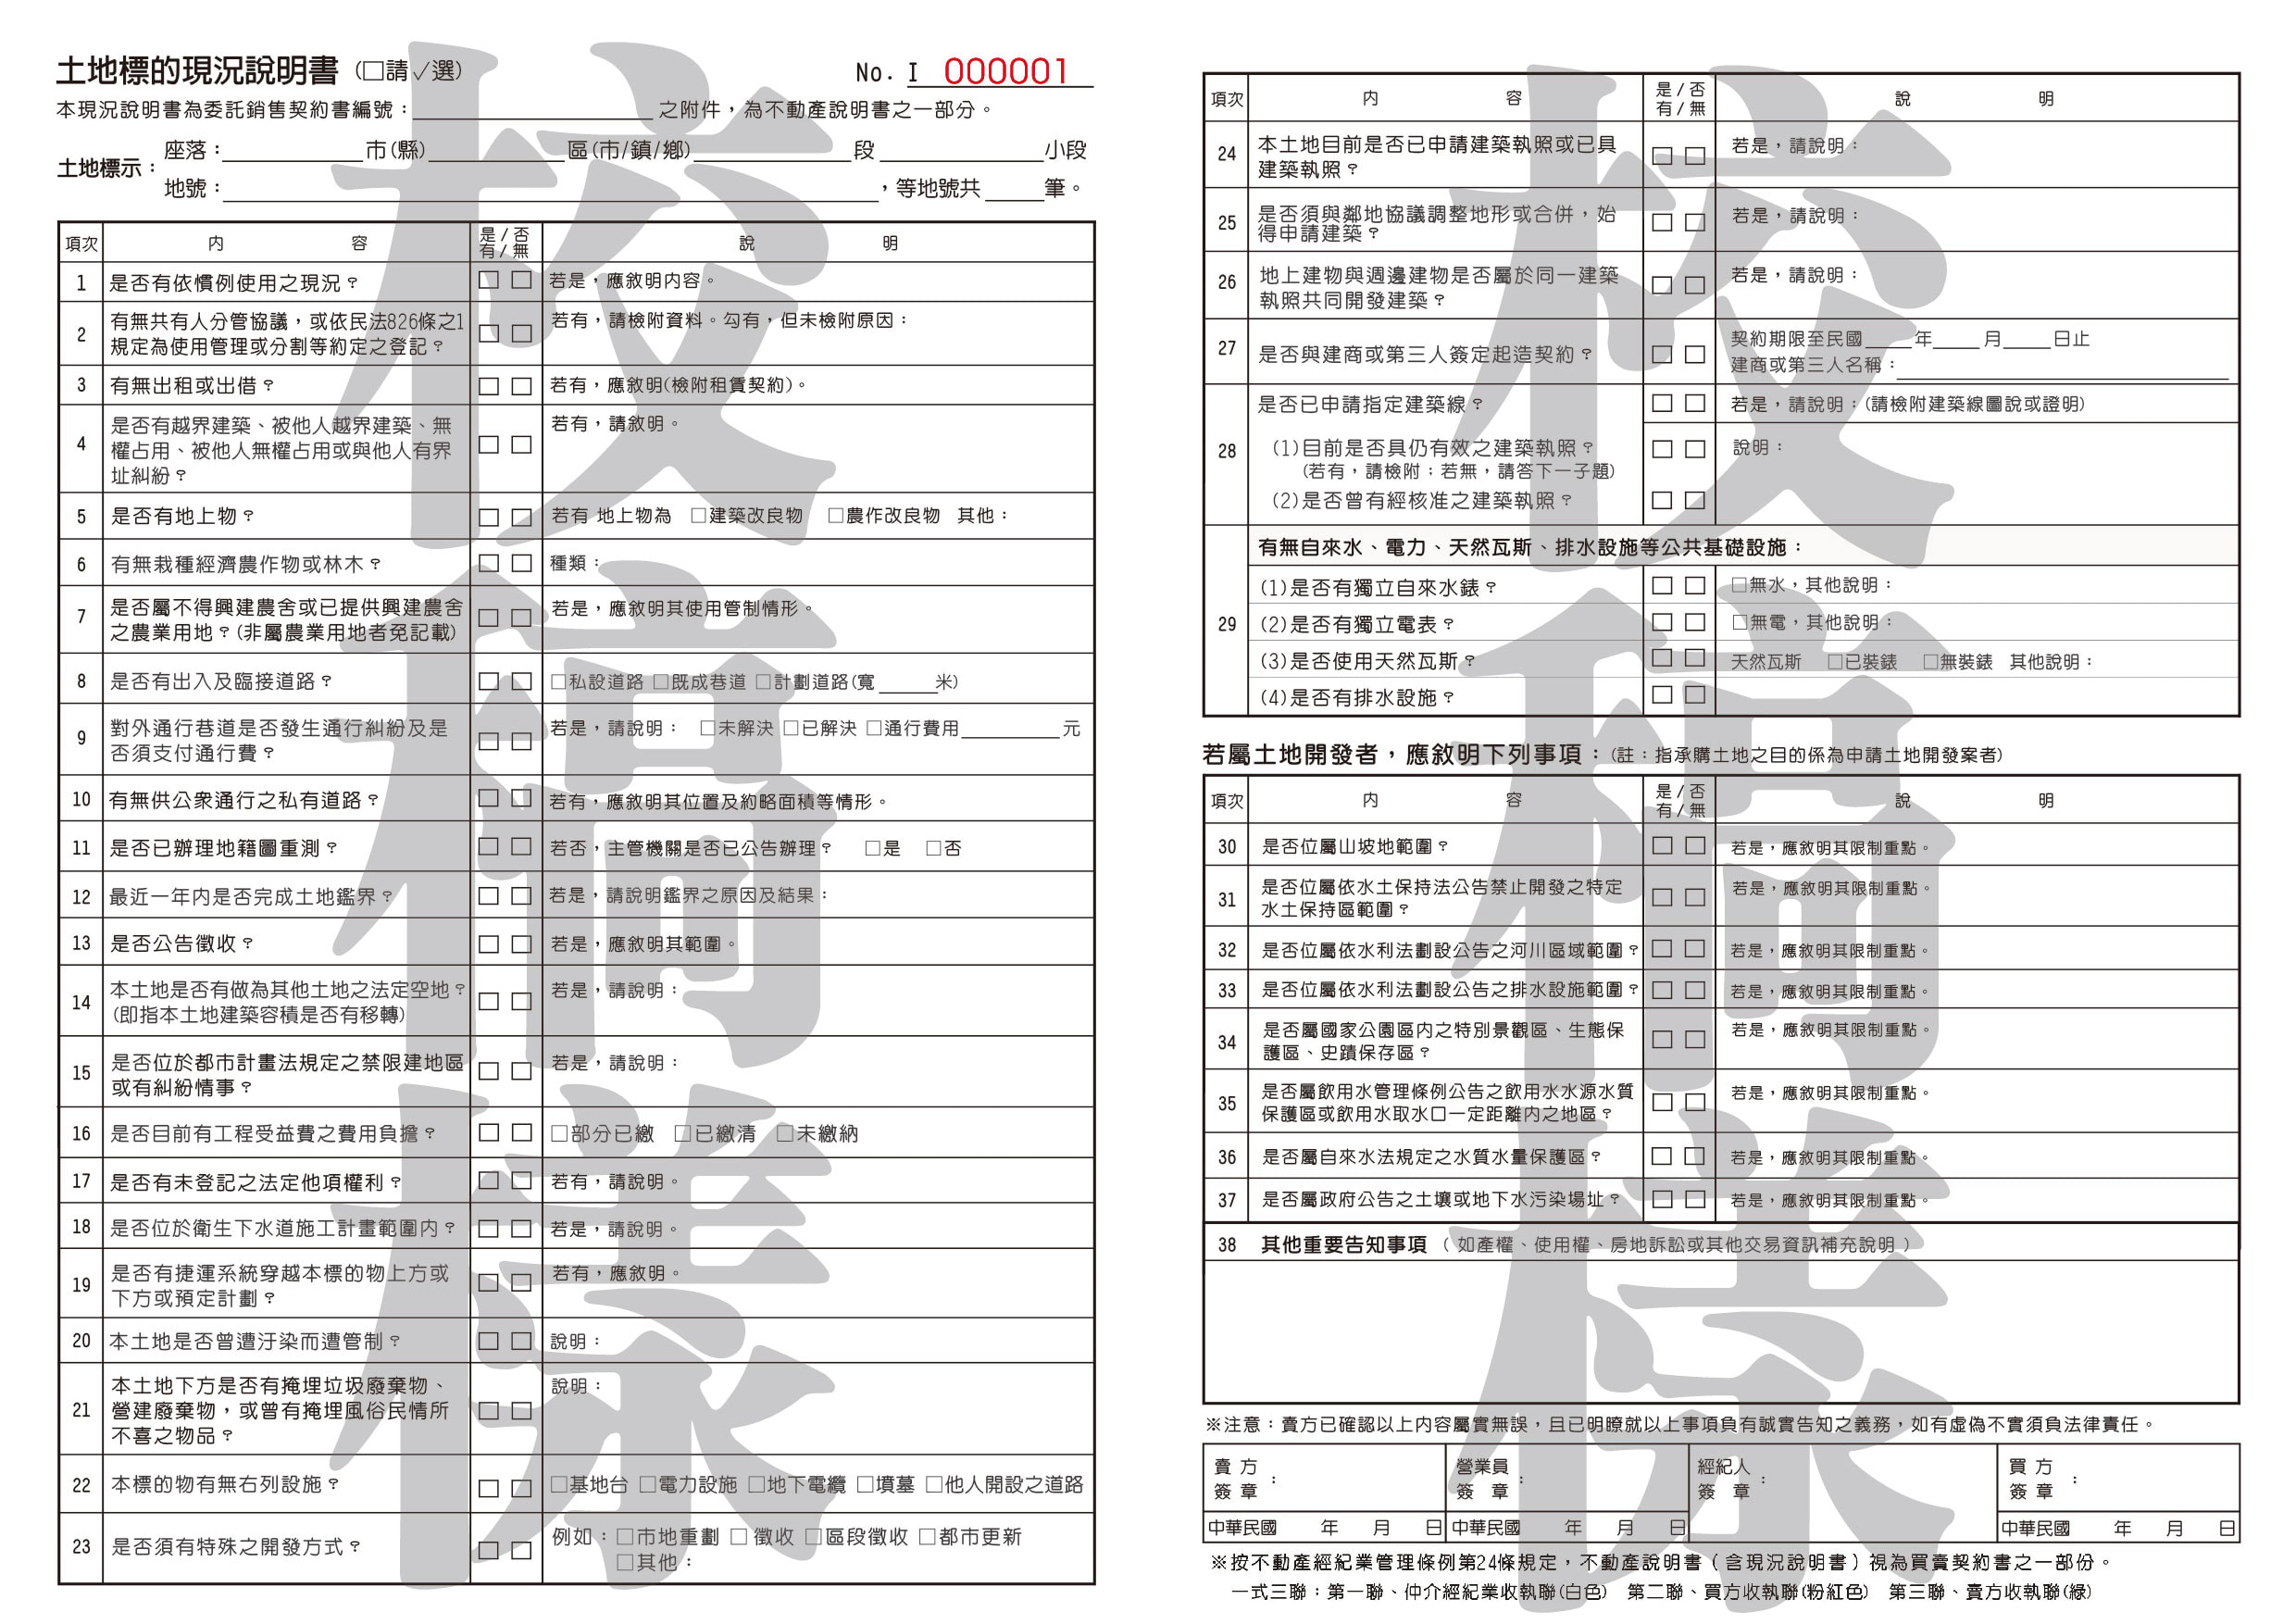 土地標的現況說明書（□請✓選）
No. I 000001
本現況說明書為委託銷售契約書編號：＿＿＿＿＿＿之附件，為不動產說明書之一部分。
土地標示：
座落：＿＿＿＿市(縣)＿＿＿＿區(市/鎮/鄉)＿＿＿＿段＿＿＿＿小段
地號：＿＿＿＿＿＿＿＿，等地號共＿＿筆。
項次 內容 是/否 有/無 說明
1 是否有依慣例使用之現況？ □ □ 若是，應敘明內容。
2 有無共有人分管協議，或依民法826條之1
規定為使用管理或分割等約定之登記？ □ □ 若有，請檢附資料。勾有，但未檢附原因：
3 有無出租或出借？ □ □ 若有，應敘明(檢附租賃契約)。
4 是否有越界建築、被他人越界建築、無
權占用、被他人無權占用或與他人有界
址糾紛？ □ □ 若有，請敘明。
5 是否有地上物？ □ □ 若有 地上物為 □建築改良物 □農作改良物 其他：
6 有無栽種經濟農作物或林木？ □ □ 種類：
7 是否屬不得興建農舍或已提供興建農舍
之農業用地？(非屬農業用地者免記載) □ □ 若是，應敘明其使用管制情形。
8 是否有出入及臨接道路？ □ □ □私設道路 □既成巷道 □計劃道路(寬＿＿米)
9 對外通行巷道是否發生通行糾紛及是
否須支付通行費？ □ □ 若是，請說明： □未解決 □已解決 □通行費用＿＿＿＿元
10 有無供公衆通行之私有道路？ □ □ 若有，應敘明其位置及約略面積等情形。
11 是否已辦理地籍圖重測？ □ □ 若否，主管機關是否已公告辦理？ □是 □否
12 最近一年內是否完成土地鑑界？ □ □ 若是，請說明鑑界之原因及結果：
13 是否公告徵收？ □ □ 若是，應敘明其範圍。
14 本土地是否有做為其他土地之法定空地？
(即指本土地建築容積是否有移轉) □ □ 若是，請說明：
15 是否位於都市計畫法規定之禁限建地區
或有糾紛情事？ □ □ 若是，請說明：
16 是否目前有工程受益費之費用負擔？ □ □ □部分已繳 □已繳清 □未繳納
17 是否有未登記之法定他項權利？ □ □ 若有，請說明。
18 是否位於衛生下水道施工計畫範圍內？ □ □ 若是，請說明。
19 是否有捷運系統穿越本標的物上方或
下方或預定計劃？ □ □ 若有，應敘明。
20 本土地是否曾遭汙染而遭管制？ □ □ 說明：
21 本土地下方是否有掩埋垃圾廢棄物、
營建廢棄物，或曾有掩埋風俗民情所
不喜之物品？ □ □ 說明：
22 本標的物有無右列設施？ □ □ □基地台 □電力設施 □地下電纜 □墳墓 □他人開設之道路
23 是否須有特殊之開發方式？ □ □ 例如：□市地重劃 □徵收 □區段徵收 □都市更新
□其他：
項次 內容 是/否 有/無 說明
24 本土地目前是否已申請建築執照或已具
建築執照？ □ □ 若是，請說明：
25 是否須與鄰地協議調整地形或合併，始
得申請建築？ □ □ 若是，請說明：
26 地上建物與週邊建物是否屬於同一建築
執照共同開發建築？ □ □ 若是，請說明：
27 是否與建商或第三人簽定起造契約？ □ □ 契約期限至民國＿＿年＿＿月＿＿日止
建商或第三人名稱：＿＿＿＿＿＿＿＿
28 是否已申請指定建築線？ □ □ 若是，請說明：(請檢附建築線圖說或證明)
(1)目前是否具仍有效之建築執照？ □ □ 說明：
(若有，請檢附：若無，請答下一子題)
(2)是否曾有經核准之建築執照？ □ □
29 有無自來水、電力、天然瓦斯、排水設施等公共基礎設施：
(1)是否有獨立自來水錶？ □ □ □無水，其他說明：
(2)是否有獨立電表？ □ □ □無電，其他說明：
(3)是否使用天然瓦斯？ □ □ 天然瓦斯 □已裝錶 □無裝錶 其他說明：
(4)是否有排水設施？ □ □
若屬土地開發者，應敘明下列事項：(註：指承購土地之目的係為申請土地開發案者)
項次 內容 是/否 有/無 說明
30 是否位屬山坡地範圍？ □ □ 若是，應敘明其限制重點。
31 是否位屬依水土保持法公告禁止開發之特定
水土保持區範圍？ □ □ 若是，應敘明其限制重點。
32 是否位屬依水利法劃設公告之河川區域範圍？ □ □ 若是，應敘明其限制重點。
33 是否位屬依水利法劃設公告之排水設施範圍？ □ □ 若是，應敘明其限制重點。
34 是否屬國家公園區內之特別景觀區、生態保
護區、史蹟保存區？ □ □ 若是，應敘明其限制重點。
35 是否屬飲用水管理條例公告之飲用水水源水質
保護區或飲用水取水口一定距離內之地區？ □ □ 若是，應敘明其限制重點。
36 是否屬自來水法規定之水質水量保護區？ □ □ 若是，應敘明其限制重點。
37 是否屬政府公告之土壤或地下水污染場址？ □ □ 若是，應敘明其限制重點。
38 其他重要告知事項（如產權、使用權、房地訴訟或其他交易資訊補充說明）
※注意：賣方已確認以上內容屬實無誤，且已明瞭就以上事項負有誠實告知之義務，如有虛偽不實須負法律責任。
賣方簽章： 營業員簽章： 經紀人簽章： 買方簽章：
中華民國 年 月 日 中華民國 年 月 日 中華民國 年 月 日
※按不動產經紀業管理條例第24條規定，不動產說明書（含現況說明書）視為買賣契約書之一部份。
一式三聯：第一聯、仲介經紀業收執聯(白色) 第二聯、買方收執聯(粉紅色) 第三聯、賣方收執聯(綠)
校稿樣
校稿樣